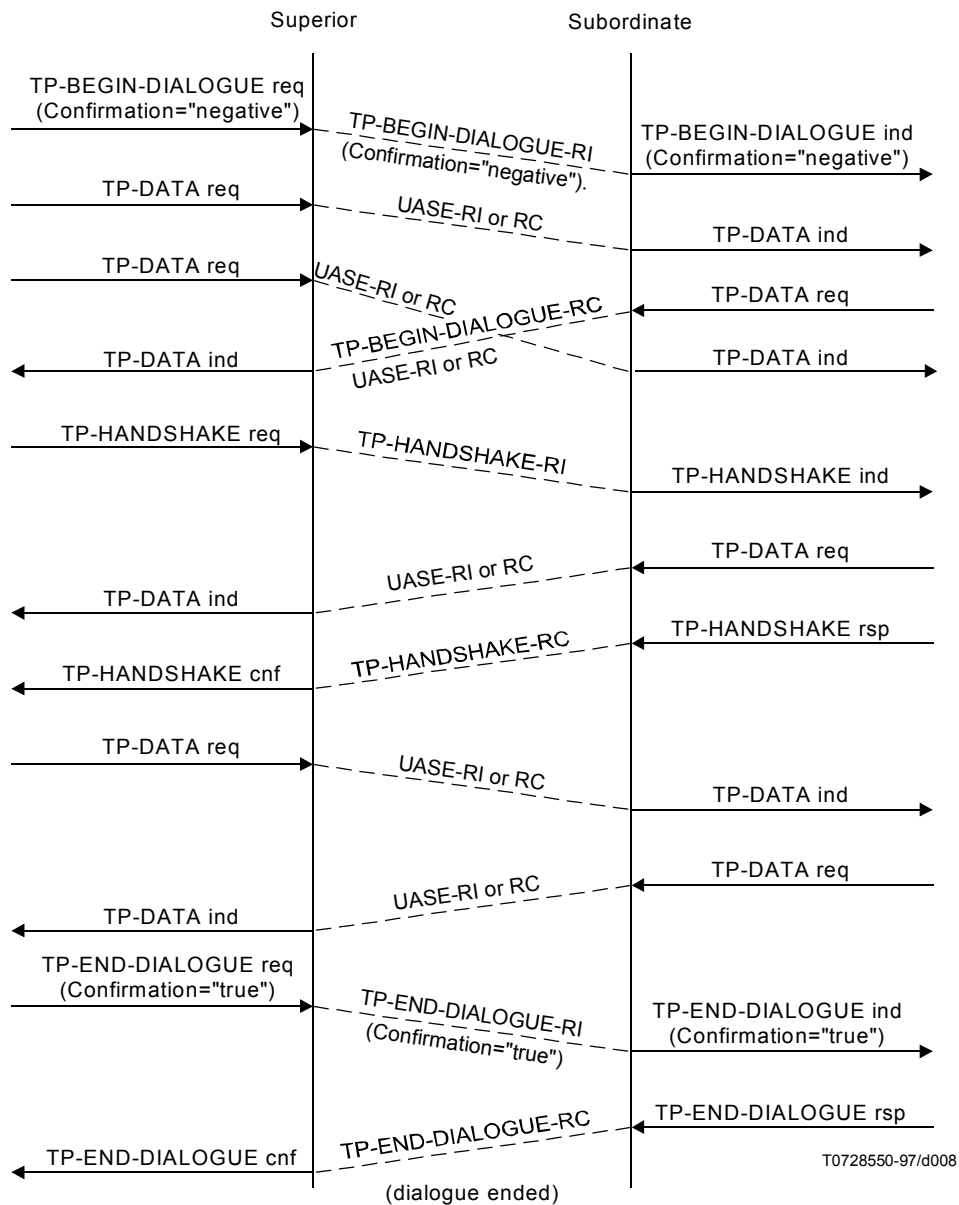 Superior
Subordinate
TP-BEGIN-DIALOGUE req
(Confirmation="negative")
TP-BEGIN-DIALOGUE-RI
(Confirmation="negative").
TP-BEGIN-DIALOGUE ind
(Confirmation="negative")
TP-DATA req
UASE-RI or RC
TP-DATA ind
TP-DATA req
UASE-RI or RC
TP-DATA req
TP-BEGIN-DIALOGUE-RC
UASE-RI or RC
TP-DATA ind
TP-DATA ind
TP-HANDSHAKE req
TP-HANDSHAKE-RI
TP-HANDSHAKE ind
TP-DATA req
UASE-RI or RC
TP-DATA ind
TP-HANDSHAKE rsp
TP-HANDSHAKE-RC
TP-HANDSHAKE cnf
TP-DATA req
UASE-RI or RC
TP-DATA ind
TP-DATA req
UASE-RI or RC
TP-DATA ind
TP-END-DIALOGUE req
(Confirmation="true")
TP-END-DIALOGUE-RI
(Confirmation="true")
TP-END-DIALOGUE ind
(Confirmation="true")
TP-END-DIALOGUE rsp
TP-END-DIALOGUE-RC
TP-END-DIALOGUE cnf
T0728550-97/d008
(dialogue ended)